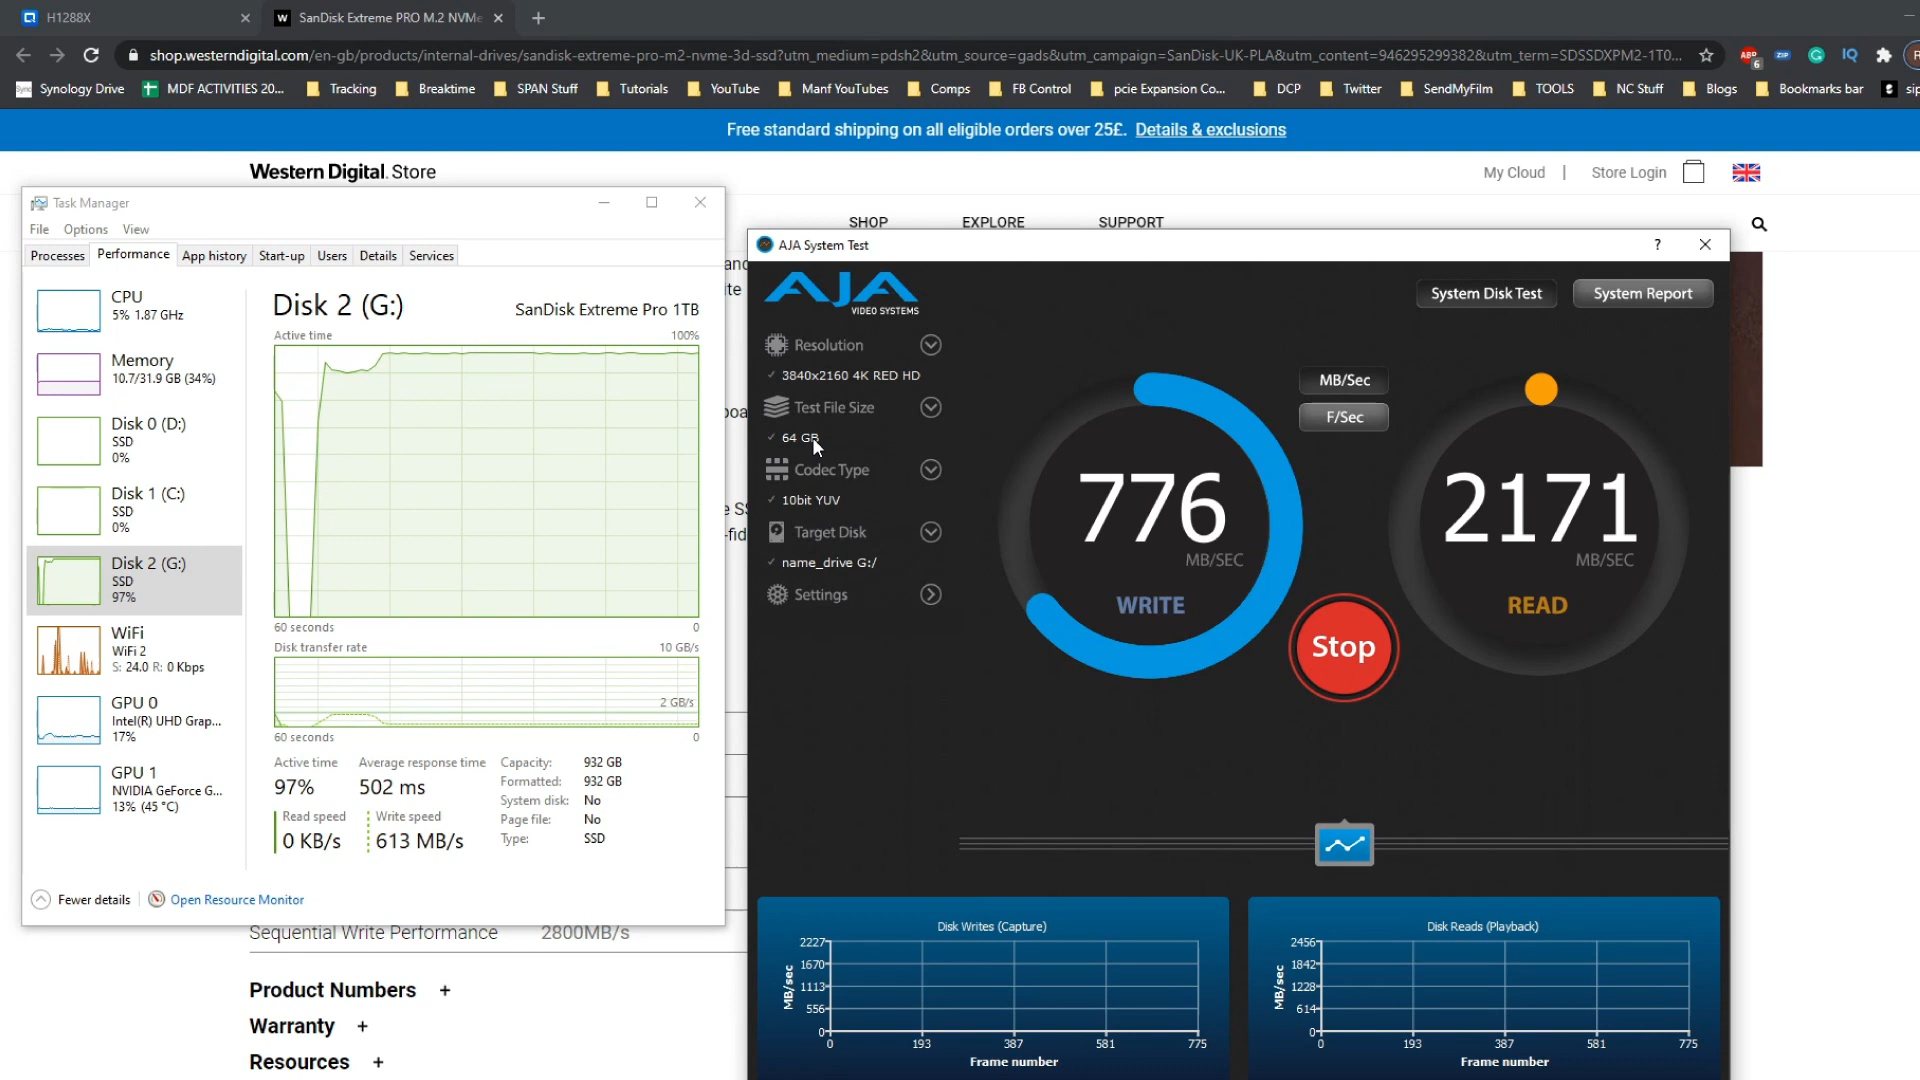 H1288X
SanDisk Extreme PRO M.2 NVMe
shop.westerndigital.com/en-gb/products/internal-drives/sandisk-extreme-pro-m2-nvme-3d-ssd?utm_medium=pdsh2&utm_source=gads&utm_campaign=SanDisk-UK-PLA&utm_content=946295299382&utm_term=SDSSDXPM2-1T0...
ABP 6 ZIP IQ R
Synology Drive MDF ACTIVITIES 20... Tracking Breaktime SPAN Stuff Tutorials YouTube Manf YouTubes Comps FB Control pcie Expansion Co... DCP Twitter SendMyFilm TOOLS NC Stuff Blogs Bookmarks bar sip
Free standard shipping on all eligible orders over 25£. Details & exclusions
Western Digital. Store
My Cloud | Store Login
SHOP EXPLORE SUPPORT
Task Manager
File Options View
Processes Performance App history Start-up Users Details Services
CPU
5% 1.87 GHz
Memory
10.7/31.9 GB (34%)
Disk 0 (D:)
SSD
0%
Disk 1 (C:)
SSD
0%
Disk 2 (G:)
SSD
97%
WiFi
WiFi 2
S: 24.0 R: 0 Kbps
GPU 0
Intel(R) UHD Grap...
17%
GPU 1
NVIDIA GeForce G...
13% (45 °C)
Disk 2 (G:) SanDisk Extreme Pro 1TB
Active time 100%
60 seconds 0
Disk transfer rate 10 GB/s
2 GB/s
60 seconds 0
Active time Average response time
97% 502 ms
Read speed Write speed
0 KB/s 613 MB/s
Capacity: 932 GB
Formatted: 932 GB
System disk: No
Page file: No
Type: SSD
Fewer details Open Resource Monitor
Sequential Write Performance 2800MB/s
Product Numbers +
Warranty +
Resources +
AJA System Test ?
AJA
VIDEO SYSTEMS
System Disk Test System Report
Resolution
3840x2160 4K RED HD
Test File Size
64 GB
Codec Type
10bit YUV
Target Disk
name_drive G:/
Settings
MB/Sec
F/Sec
776
MB/SEC
WRITE
Stop
2171
MB/SEC
READ
Disk Writes (Capture)
2227
1670
1113
556
0
MB/sec
0 193 387 581 775
Frame number
Disk Reads (Playback)
2456
1842
1228
614
0
MB/sec
0 193 387 581 775
Frame number